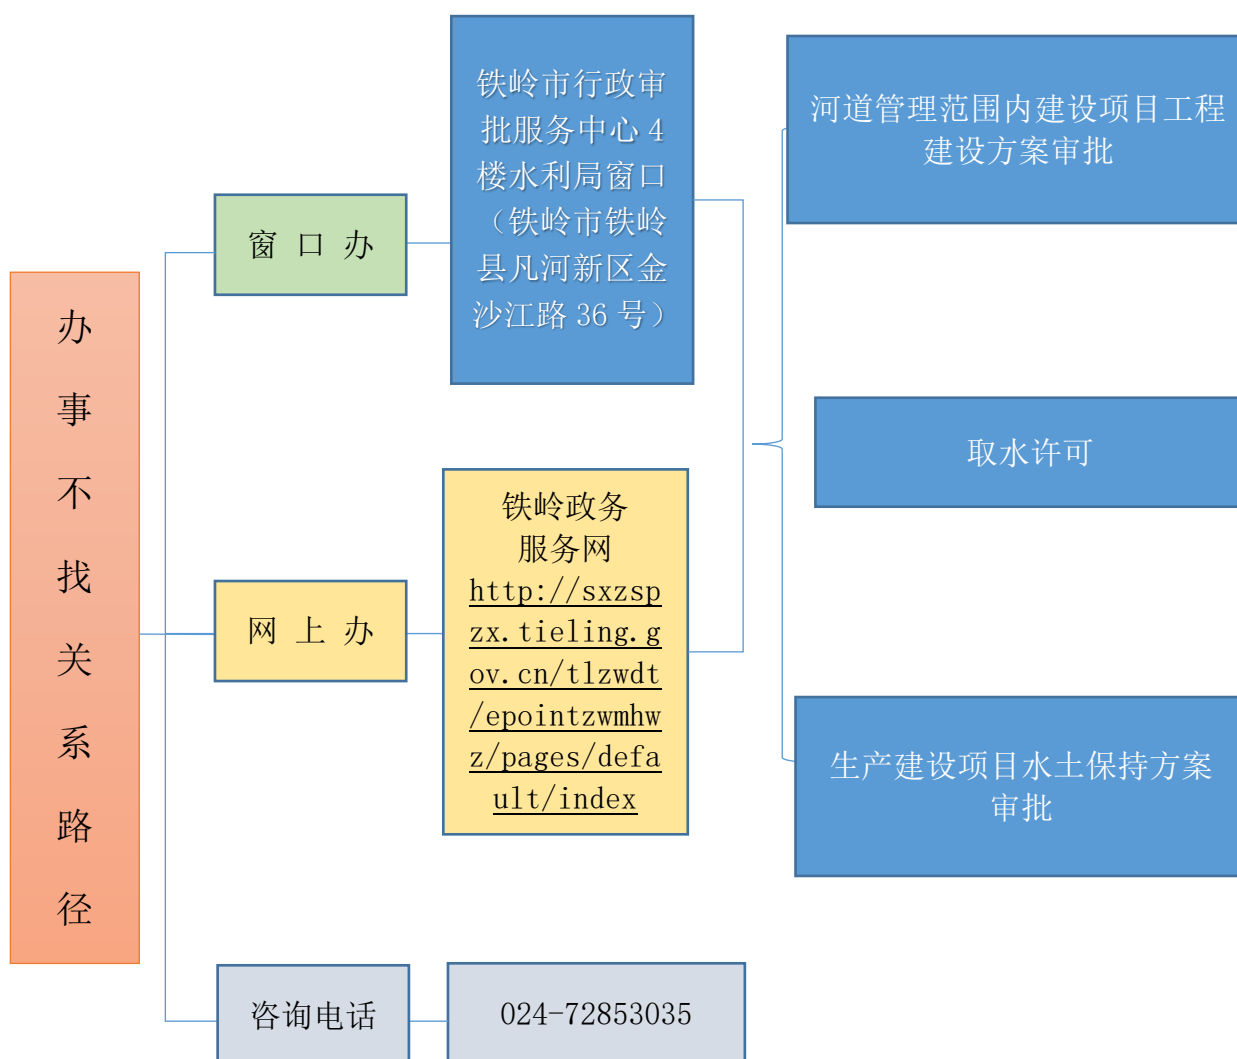 办
事
不
找
关
系
路
径
窗 口 办
铁岭市行政审
批服务中心 4
楼水利局窗口
（铁岭市铁岭
县凡河新区金
沙江路 36 号）
网 上 办
铁岭政务
服务网
http://sxzsp
zx.tieling.g
ov.cn/tlzwdt
/epointzwmhw
z/pages/defa
ult/index
咨询电话
024-72853035
河道管理范围内建设项目工程
建设方案审批
取水许可
生产建设项目水土保持方案
审批